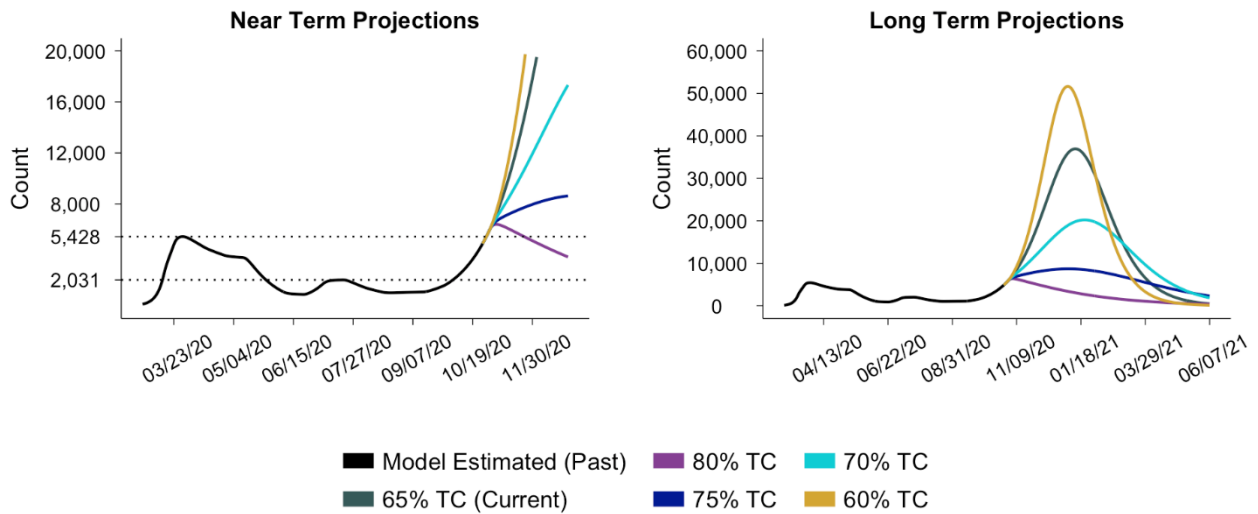 Near Term Projections
Count
20,000
16,000
12,000
8,000
5,428
2,031
03/23/20
05/04/20
06/15/20
07/27/20
09/07/20
10/19/20
11/30/20
Long Term Projections
Count
60,000
50,000
40,000
30,000
20,000
10,000
0
04/13/20
06/22/20
08/31/20
11/09/20
01/18/21
03/29/21
06/07/21
Model Estimated (Past)
80% TC
70% TC
65% TC (Current)
75% TC
60% TC